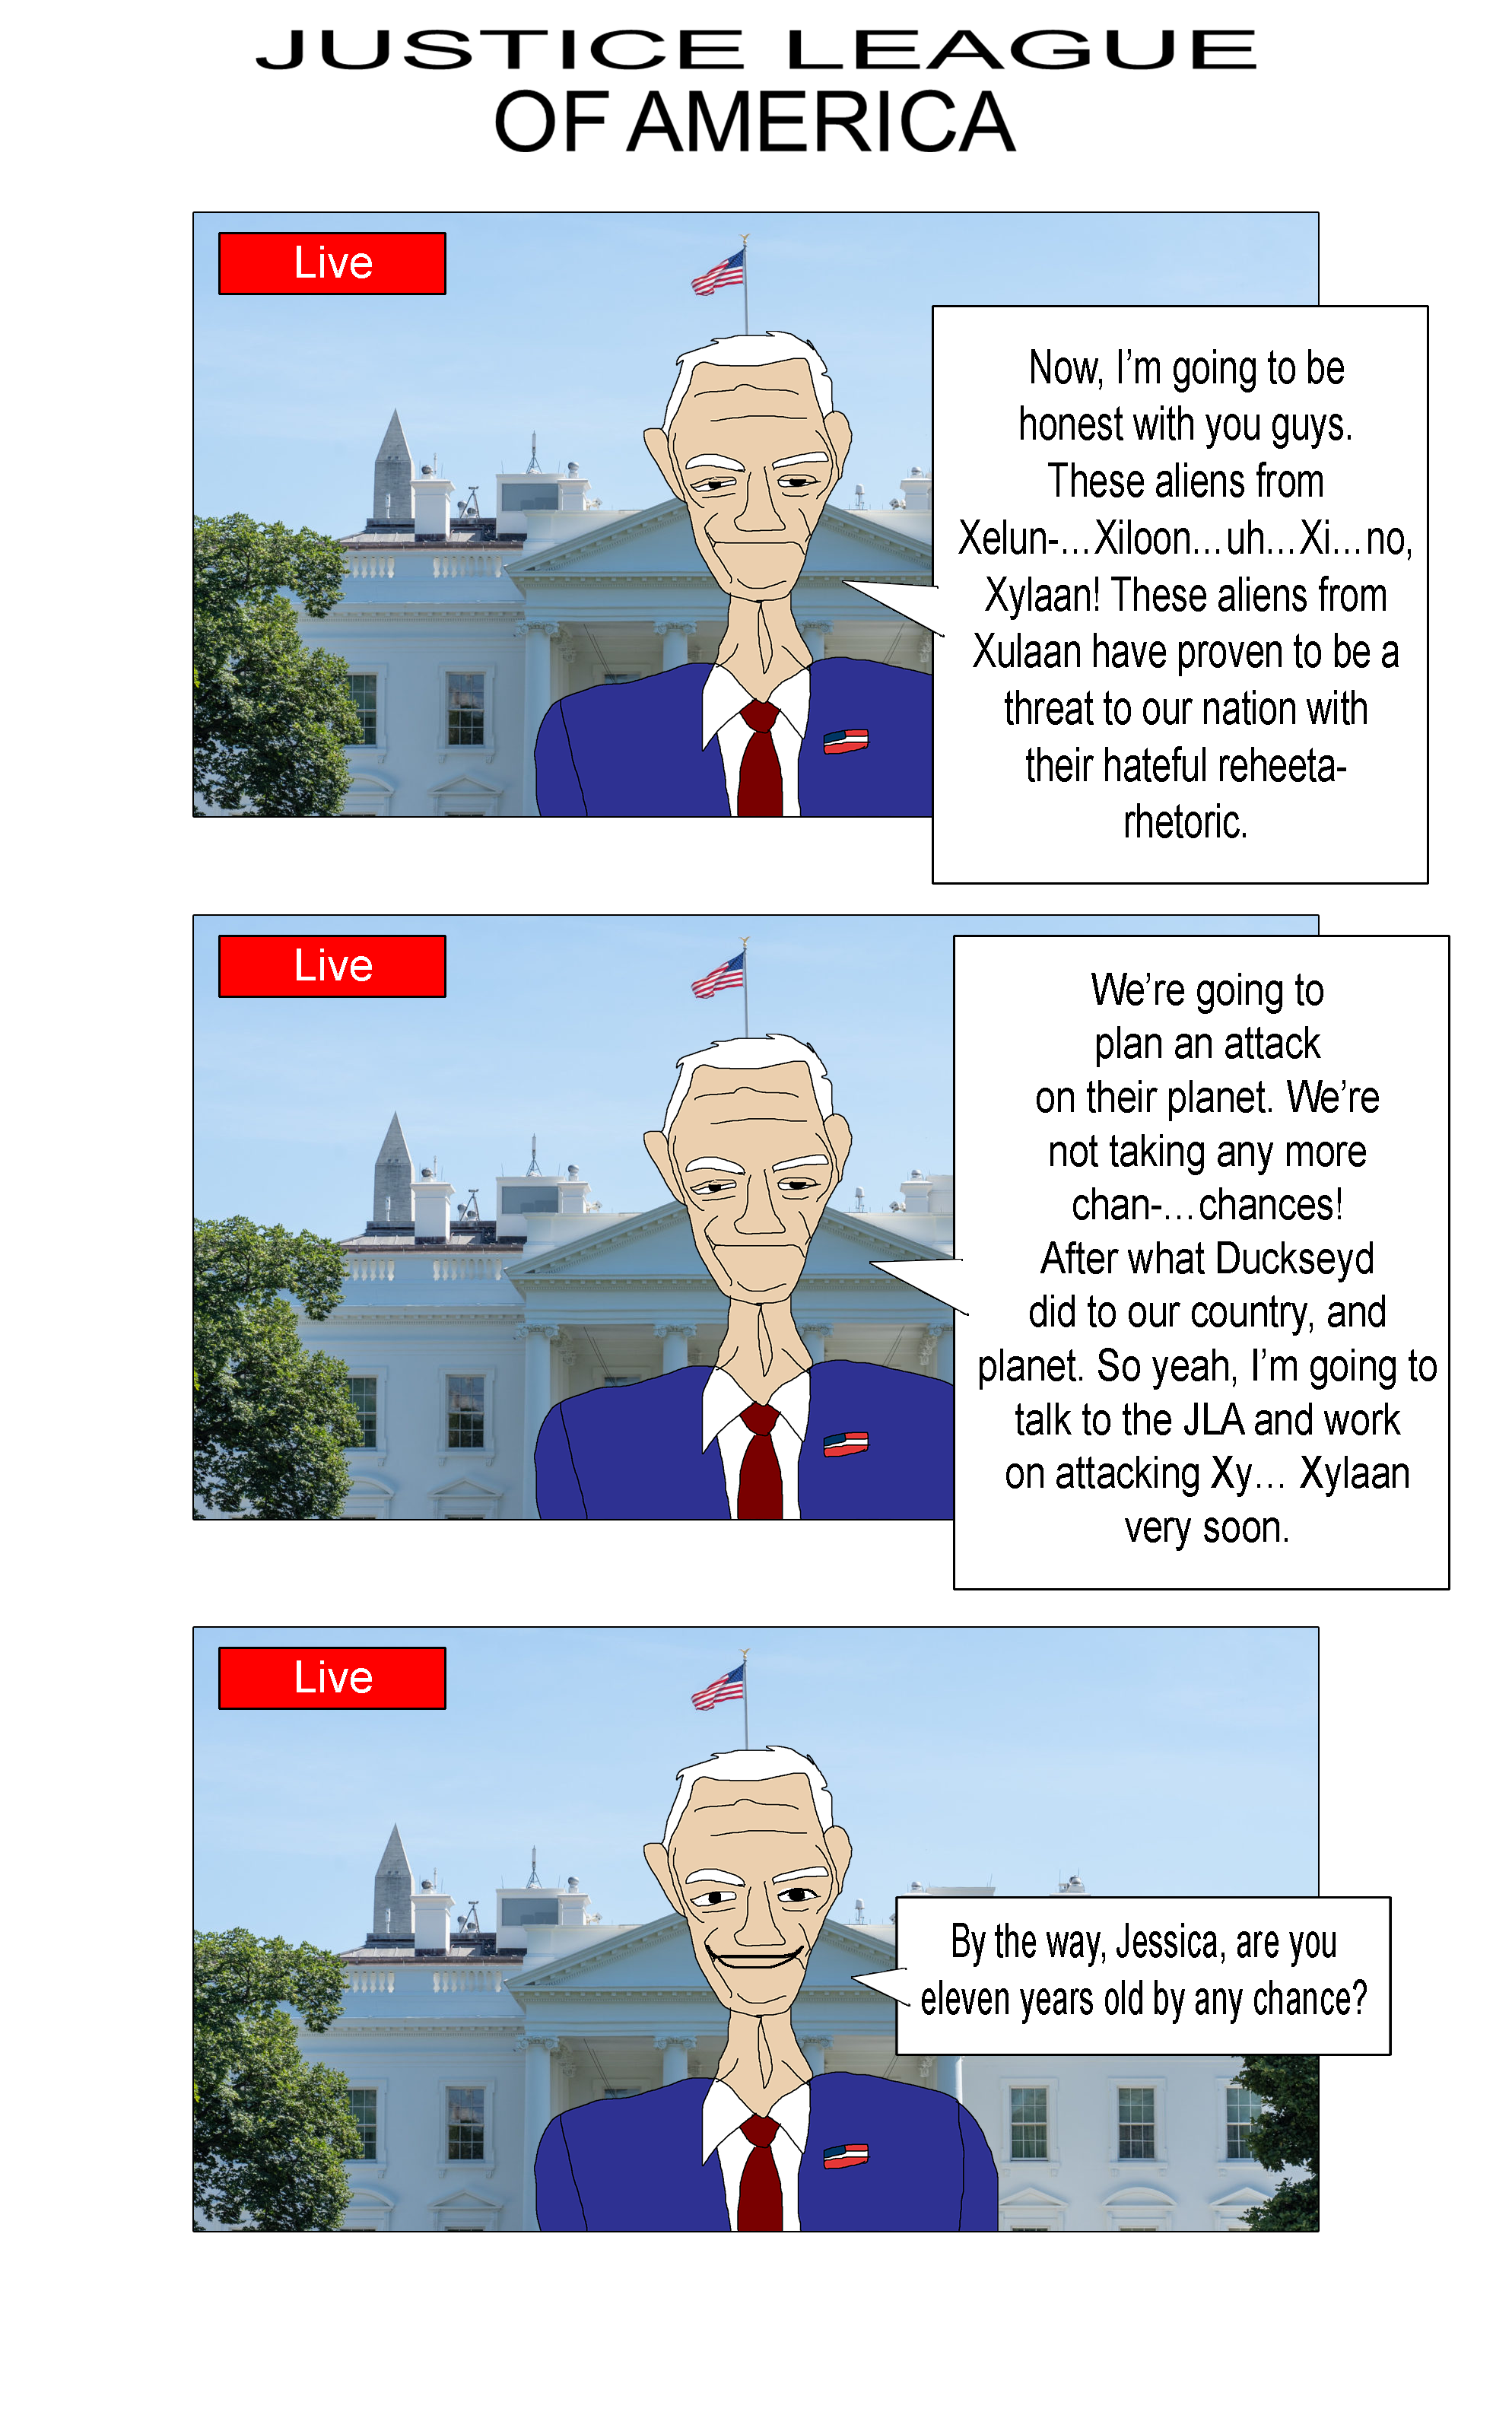 JUSTICE LEAGUE
OF AMERICA
Live
Now, I'm going to be
honest with you guys.
These aliens from
Xelun-...Xiloon...uh...Xi...no,
Xylaan! These aliens from
Xulaan have proven to be a
threat to our nation with
their hateful reheeta-
rhetoric.
Live
We're going to
plan an attack
on their planet. We're
not taking any more
chan-...chances!
After what Duckseyd
did to our country, and
planet. So yeah, I'm going to
talk to the JLA and work
on attacking Xy... Xylaan
very soon.
Live
By the way, Jessica, are you
eleven years old by any chance?